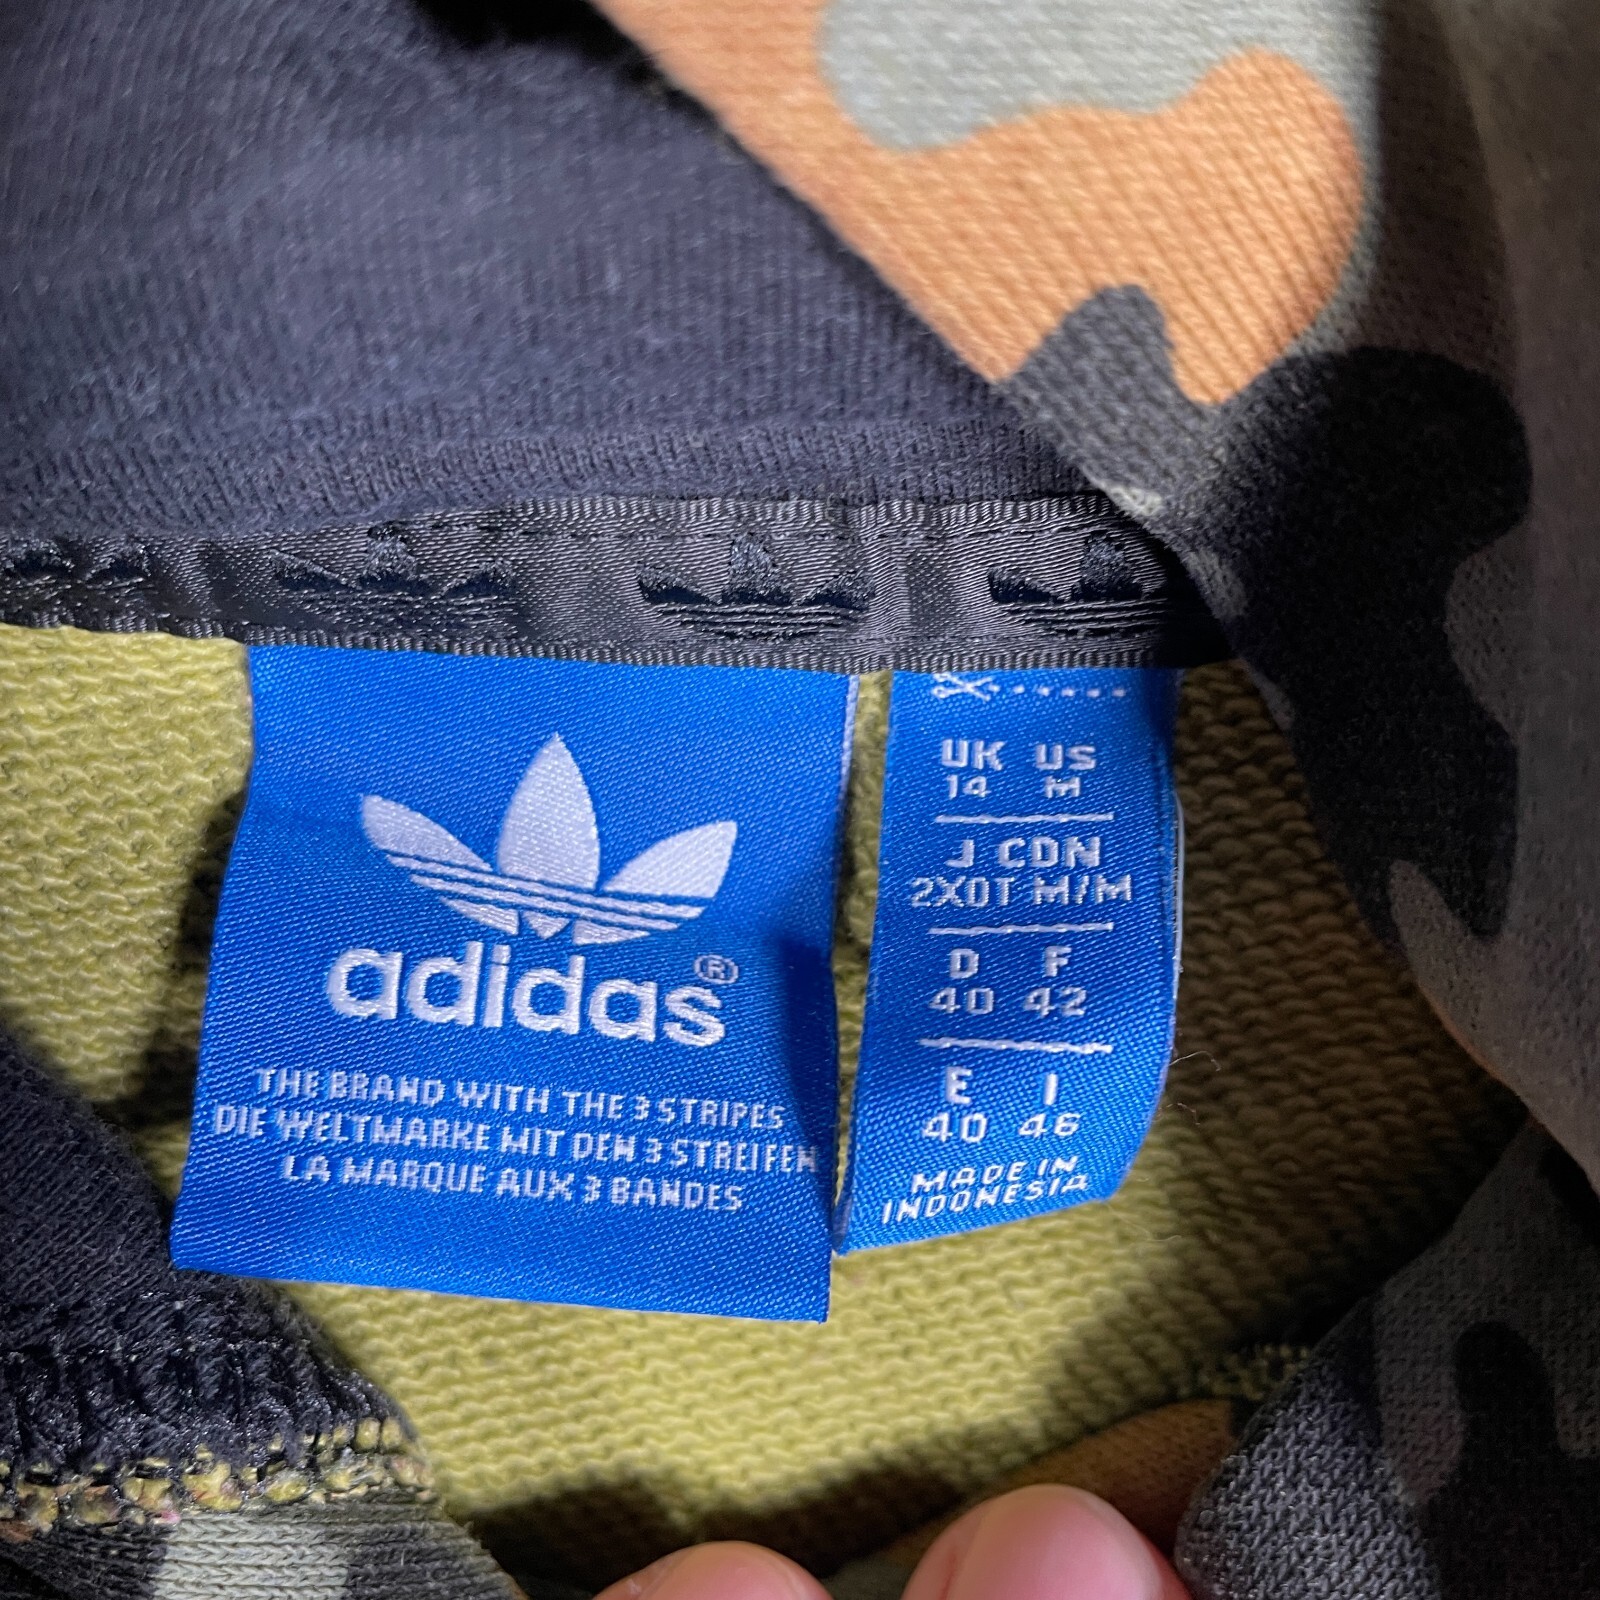 adidas®
THE BRAND WITH THE 3 STRIPES
DIE WELTMARKE MIT DEN 3 STREIFEN
LA MARQUE AUX 3 BANDES
UK US
14 M
J CDN
2XOT M/M
D F
40 42
E I
40 46
MADE IN
INDONESIA